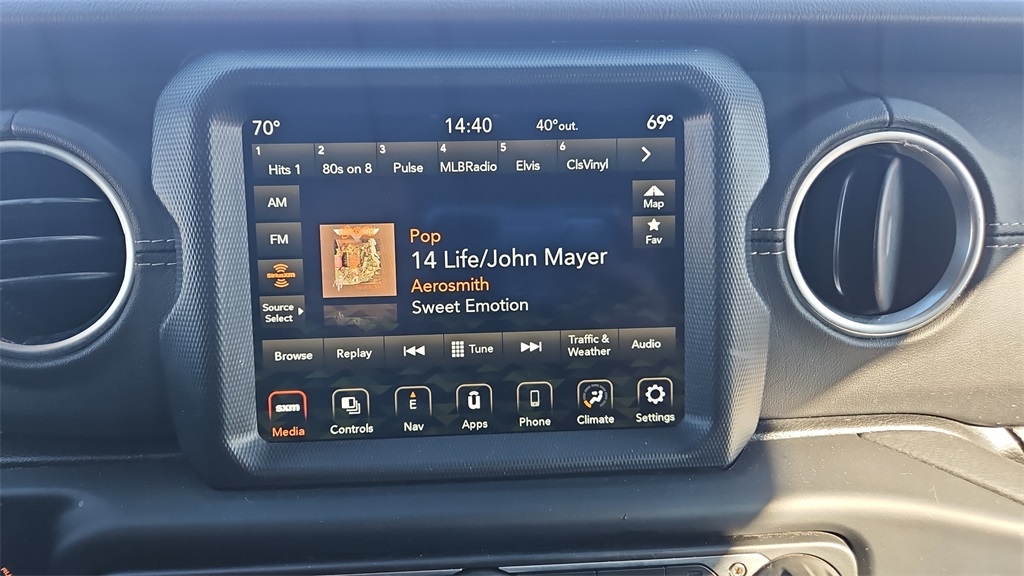 70° 14:40 40°out. 69°
1 Hits 1 2 80s on 8 3 Pulse 4 MLBRadio 5 Elvis 6 ClsVinyl
AM
Map
FM
Fav
SiriusXM
Source
Select
Pop
14 Life/John Mayer
Aerosmith
Sweet Emotion
Browse Replay Tune Traffic &
Weather Audio
sxm E
Media Controls Nav Apps Phone Climate Settings